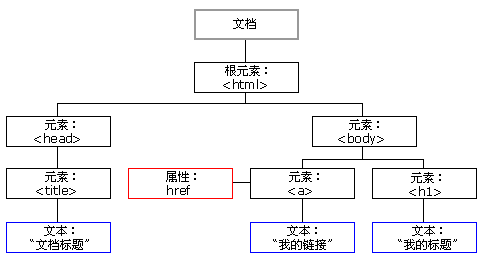 文档
根元素：
<html>
元素：
<head>
元素：
<body>
元素：
<title>
属性：
href
元素：
<a>
元素：
<h1>
文本：
“文档标题”
文本：
“我的链接”
文本：
“我的标题”